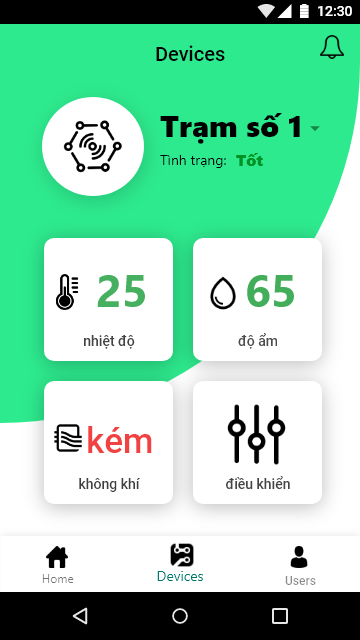 12:30
Devices
Trạm số 1
Tình trạng: Tốt
25
nhiệt độ
65
độ ẩm
kém
không khí
điều khiển
Home
Devices
Users